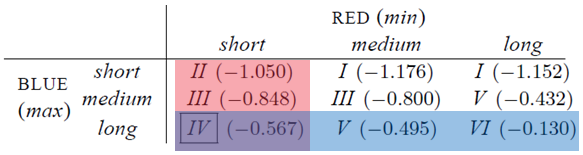 RED (min)
short medium long
short II (−1.050) I (−1.176) I (−1.152)
BLUE medium III (−0.848) III (−0.800) V (−0.432)
(max) long IV (−0.567) V (−0.495) VI (−0.130)